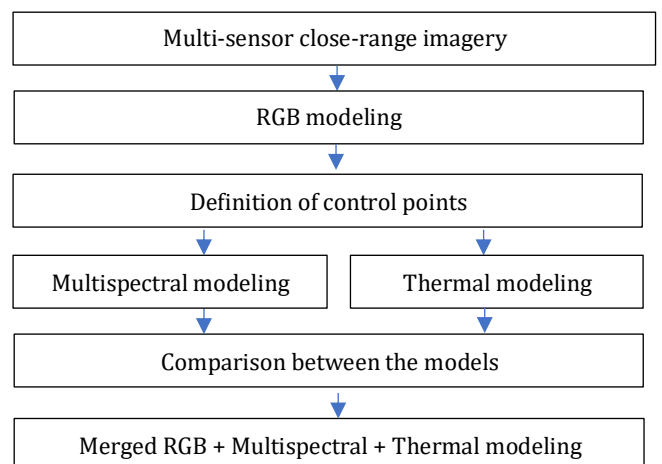 Multi-sensor close-range imagery
RGB modeling
Definition of control points
Multispectral modeling
Thermal modeling
Comparison between the models
Merged RGB + Multispectral + Thermal modeling